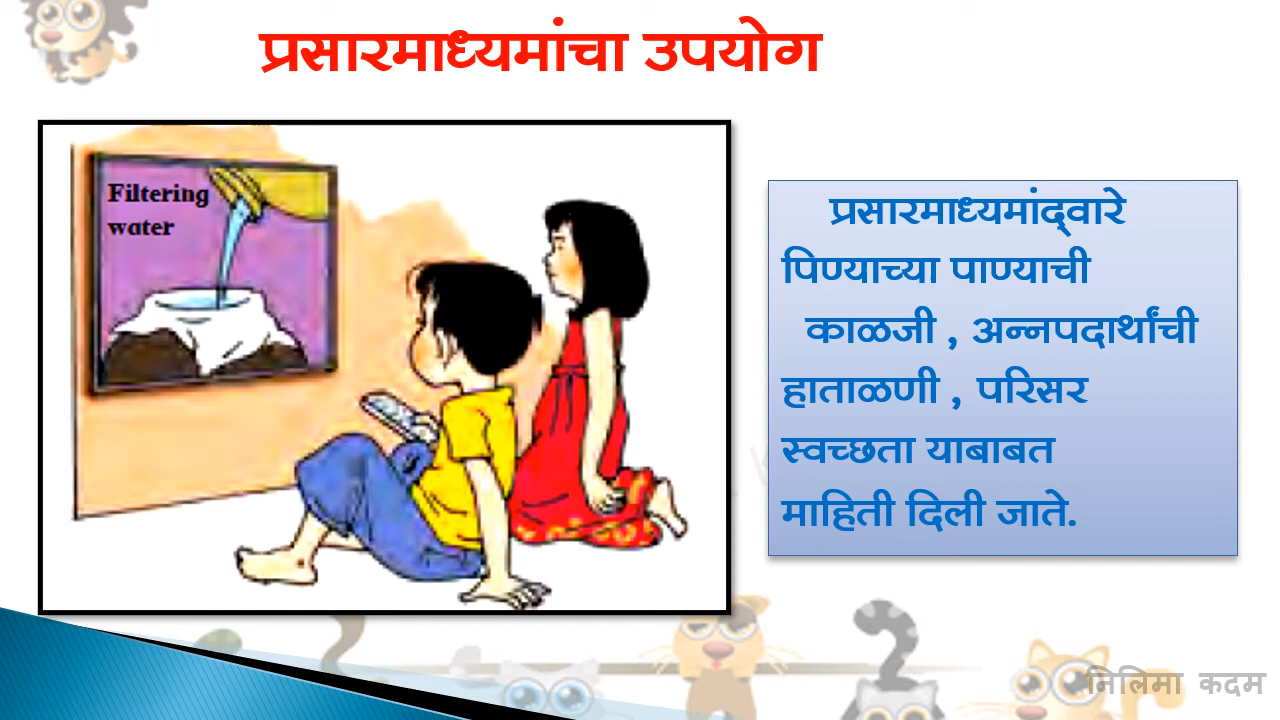 प्रसारमाध्यमांचा उपयोग
Filtering
water
प्रसारमाध्यमांद्वारे
पिण्याच्या पाण्याची
काळजी , अन्नपदार्थांची
हाताळणी , परिसर
स्वच्छता याबाबत
माहिती दिली जाते.
निलिमा कदम